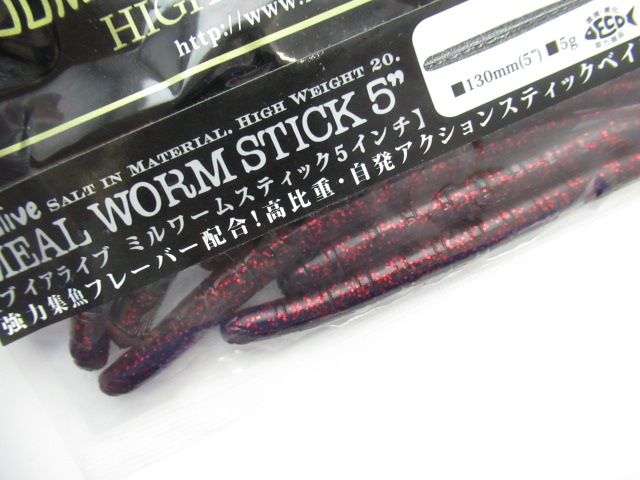 HIGH
http://www.
■130mm(5") ■5g
SALT IN MATERIAL. HIGH WEIGHT 20.
MEAL WORM STICK 5"
ブ イアライブ ミルワームスティック5インチ】
強力集魚フレーバー配合!高比重・自発アクションスティックベイ